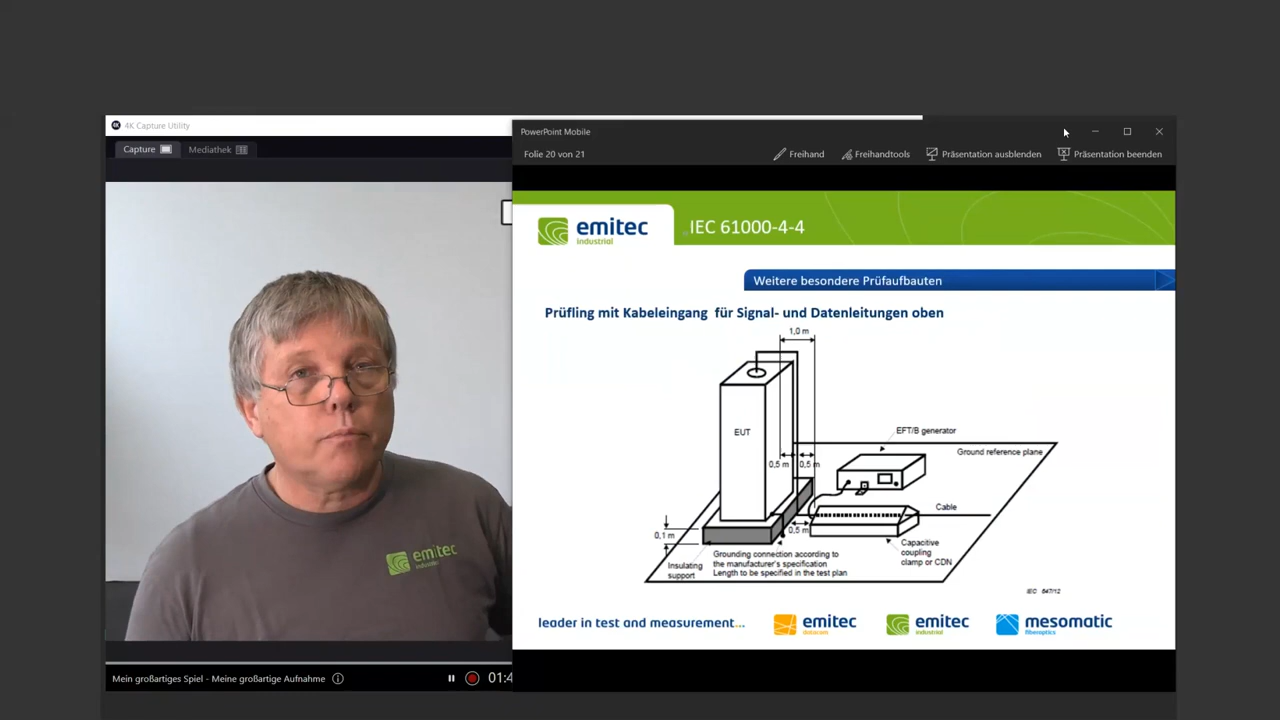 4K Capture Utility
Capture
Mediathek
Mein großartiges Spiel - Meine großartige Aufnahme
01:4
PowerPoint Mobile
Folie 20 von 21
Freihand
Freihandtools
Präsentation ausblenden
Präsentation beenden
emitec
industrial
IEC 61000-4-4
Weitere besondere Prüfaufbauten
Prüfling mit Kabeleingang für Signal- und Datenleitungen oben
1,0 m
EUT
EFT/B generator
Ground reference plane
0,5 m
0,5 m
Cable
0,5 m
0,1 m
Capacitive
coupling
clamp or CDN
Insulating
support
Grounding connection according to
the manufacturer's specification
Length to be specified in the test plan
IEC 647/12
leader in test and measurement...
emitec
datacom
emitec
industrial
mesomatic
fiberoptics
emitec
industrial